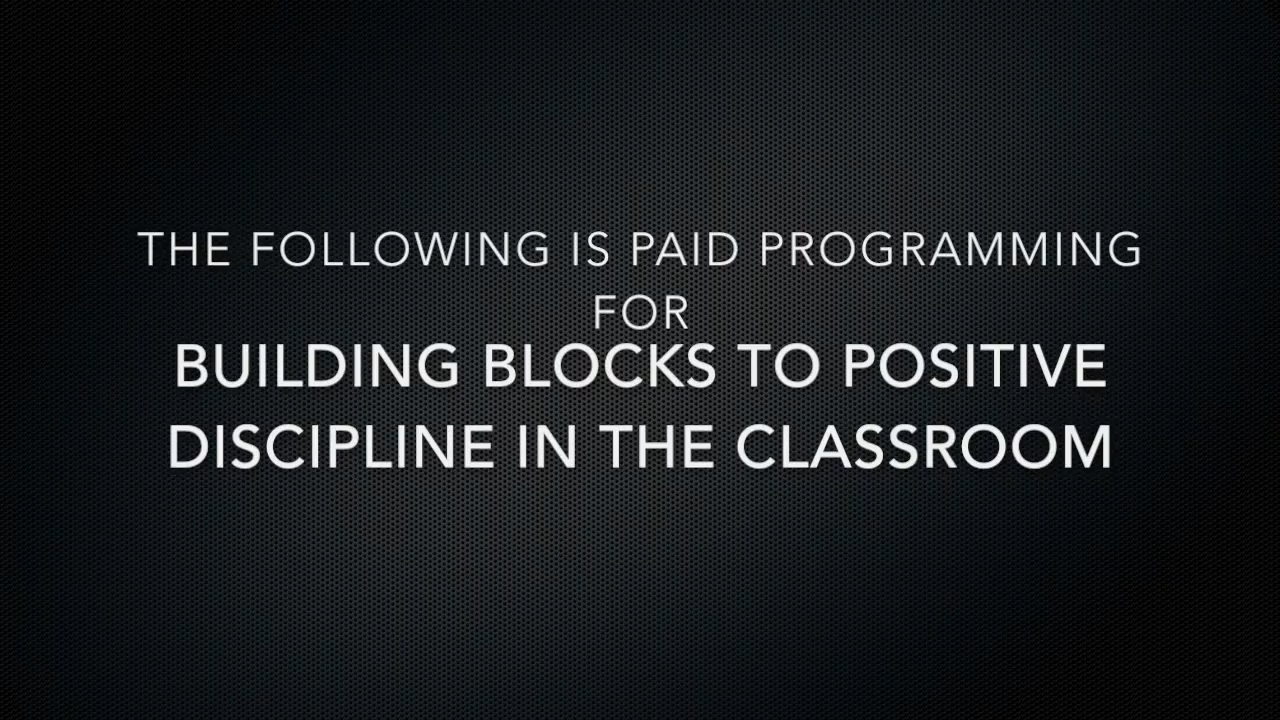 THE FOLLOWING IS PAID PROGRAMMING
FOR
BUILDING BLOCKS TO POSITIVE
DISCIPLINE IN THE CLASSROOM